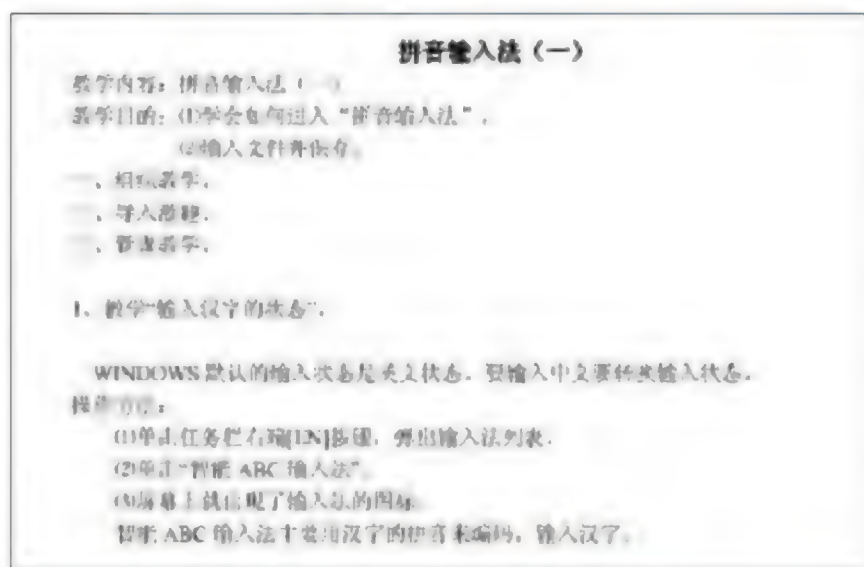 拼音输入法（一）
教学内容：拼音输入法（一）
教学目的：⑴学会如何进入“拼音输入法”。
⑵输入文件并保存。
一、组织教学。
二、导入激趣。
三、新课教学。
1、教学“输入汉字的状态”。
WINDOWS 默认的输入状态是英文状态，要输入中文要转换输入状态。
操作方法：
⑴单击任务栏右端[EN]按钮，弹出输入法列表。
⑵单击“智能 ABC 输入法”。
⑶屏幕上就出现了输入法的图标
智能 ABC 输入法主要用汉字的拼音来编码，输入汉字。